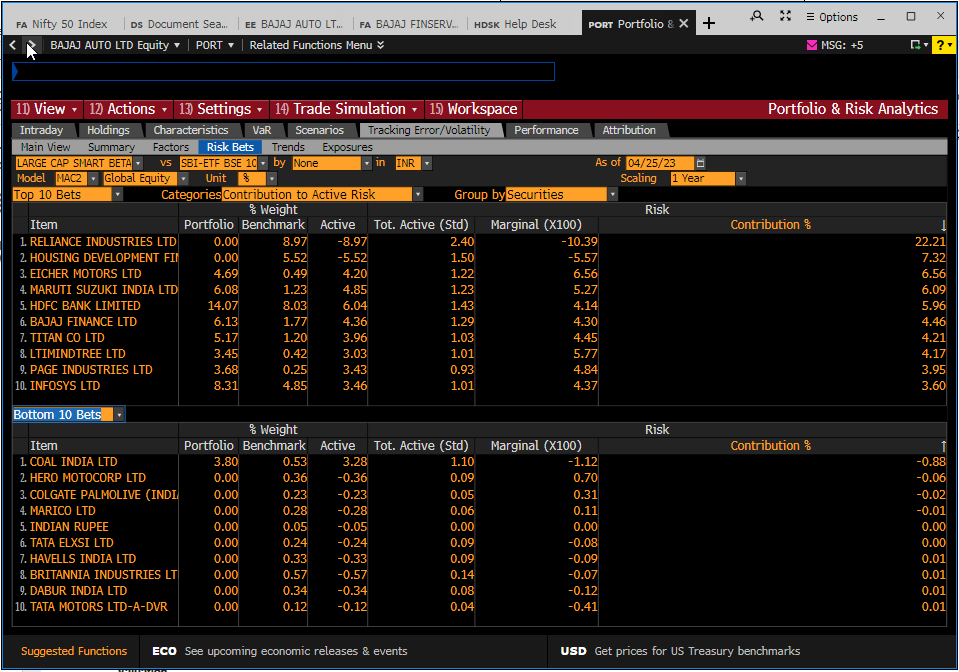 FA Nifty 50 Index DS Document Sea... EE BAJAJ AUTO LT... FA BAJAJ FINSERV... HDSK Help Desk PORT Portfolio & Options
BAJAJ AUTO LTD Equity PORT Related Functions Menu MSG: +5 ?
11) View 12) Actions 13) Settings 14) Trade Simulation 15) Workspace Portfolio & Risk Analytics
Intraday Holdings Characteristics VaR Scenarios Tracking Error/Volatility Performance Attribution
Main View Summary Factors Risk Bets Trends Exposures
LARGE CAP SMART BETA vs SBI-ETF BSE 10 by None in INR As of 04/25/23
Model MAC2 Global Equity Unit % Scaling 1 Year
Top 10 Bets Categories Contribution to Active Risk Group by Securities
% Weight Risk
Item Portfolio Benchmark Active Tot. Active (Std) Marginal (X100) Contribution % ↓
1. RELIANCE INDUSTRIES LTD 0.00 8.97 -8.97 2.40 -10.39 22.21
2. HOUSING DEVELOPMENT FI 0.00 5.52 -5.52 1.50 -5.57 7.32
3. EICHER MOTORS LTD 4.69 0.49 4.20 1.22 6.56 6.56
4. MARUTI SUZUKI INDIA LTD 6.08 1.23 4.85 1.23 5.27 6.09
5. HDFC BANK LIMITED 14.07 8.03 6.04 1.43 4.14 5.96
6. BAJAJ FINANCE LTD 6.13 1.77 4.36 1.29 4.30 4.46
7. TITAN CO LTD 5.17 1.20 3.96 1.03 4.45 4.21
8. LTIMINDTREE LTD 3.45 0.42 3.03 1.01 5.77 4.17
9. PAGE INDUSTRIES LTD 3.68 0.25 3.43 0.93 4.84 3.95
10. INFOSYS LTD 8.31 4.85 3.46 1.01 4.37 3.60
Bottom 10 Bets
% Weight Risk
Item Portfolio Benchmark Active Tot. Active (Std) Marginal (X100) Contribution % ↑
1. COAL INDIA LTD 3.80 0.53 3.28 1.10 -1.12 -0.88
2. HERO MOTOCORP LTD 0.00 0.36 -0.36 0.09 0.70 -0.06
3. COLGATE PALMOLIVE (INDIA 0.00 0.23 -0.23 0.05 0.31 -0.02
4. MARICO LTD 0.00 0.28 -0.28 0.06 0.11 -0.01
5. INDIAN RUPEE 0.00 0.05 -0.05 0.00 0.00 0.00
6. TATA ELXSI LTD 0.00 0.24 -0.24 0.09 -0.08 0.00
7. HAVELLS INDIA LTD 0.00 0.33 -0.33 0.09 -0.09 0.01
8. BRITANNIA INDUSTRIES LT 0.00 0.57 -0.57 0.14 -0.07 0.01
9. DABUR INDIA LTD 0.00 0.34 -0.34 0.08 -0.12 0.01
10. TATA MOTORS LTD-A-DVR 0.00 0.12 -0.12 0.04 -0.41 0.01
Suggested Functions ECO See upcoming economic releases & events USD Get prices for US Treasury benchmarks